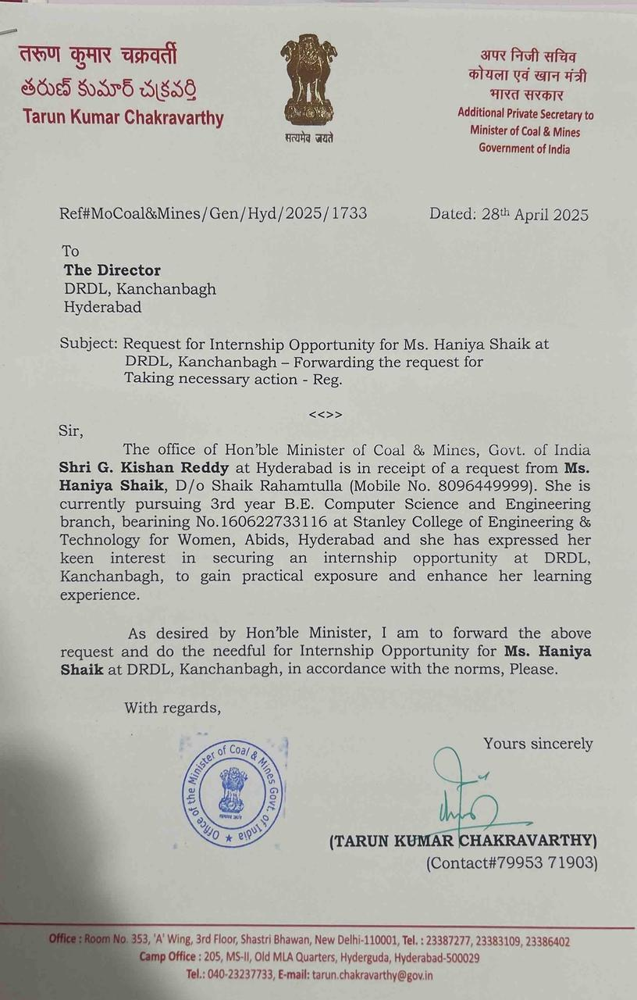 तरूण कुमार चक्रवर्ती
తరుణ్ కుమార్ చక్రవర్తి
Tarun Kumar Chakravarthy
सत्यमेव जयते
अपर निजी सचिव
कोयला एवं खान मंत्री
भारत सरकार
Additional Private Secretary to
Minister of Coal & Mines
Government of India
Ref#MoCoal&Mines/Gen/Hyd/2025/1733 Dated: 28th April 2025
To
The Director
DRDL, Kanchanbagh
Hyderabad
Subject: Request for Internship Opportunity for Ms. Haniya Shaik at
DRDL, Kanchanbagh – Forwarding the request for
Taking necessary action - Reg.
<<>>
Sir,
The office of Hon'ble Minister of Coal & Mines, Govt. of India
Shri G. Kishan Reddy at Hyderabad is in receipt of a request from Ms.
Haniya Shaik, D/o Shaik Rahamtulla (Mobile No. 8096449999). She is
currently pursuing 3rd year B.E. Computer Science and Engineering
branch, bearining No.160622733116 at Stanley College of Engineering &
Technology for Women, Abids, Hyderabad and she has expressed her
keen interest in securing an internship opportunity at DRDL,
Kanchanbagh, to gain practical exposure and enhance her learning
experience.
As desired by Hon'ble Minister, I am to forward the above
request and do the needful for Internship Opportunity for Ms. Haniya
Shaik at DRDL, Kanchanbagh, in accordance with the norms, Please.
With regards,
Yours sincerely
Office of the Minister of Coal & Mines Govt. of India
सत्यमेव जयते
(TARUN KUMAR CHAKRAVARTHY)
(Contact#79953 71903)
Office : Room No. 353, 'A' Wing, 3rd Floor, Shastri Bhawan, New Delhi-110001, Tel. : 23387277, 23383109, 23386402
Camp Office : 205, MS-II, Old MLA Quarters, Hyderguda, Hyderabad-500029
Tel.: 040-23237733, E-mail: tarun.chakravarthy@gov.in